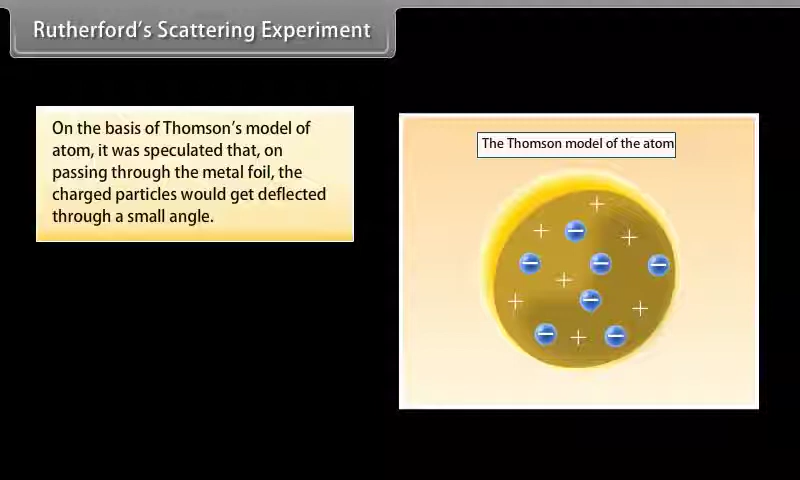 Rutherford's Scattering Experiment
On the basis of Thomson's model of
atom, it was speculated that, on
passing through the metal foil, the
charged particles would get deflected
through a small angle.
The Thomson model of the atom